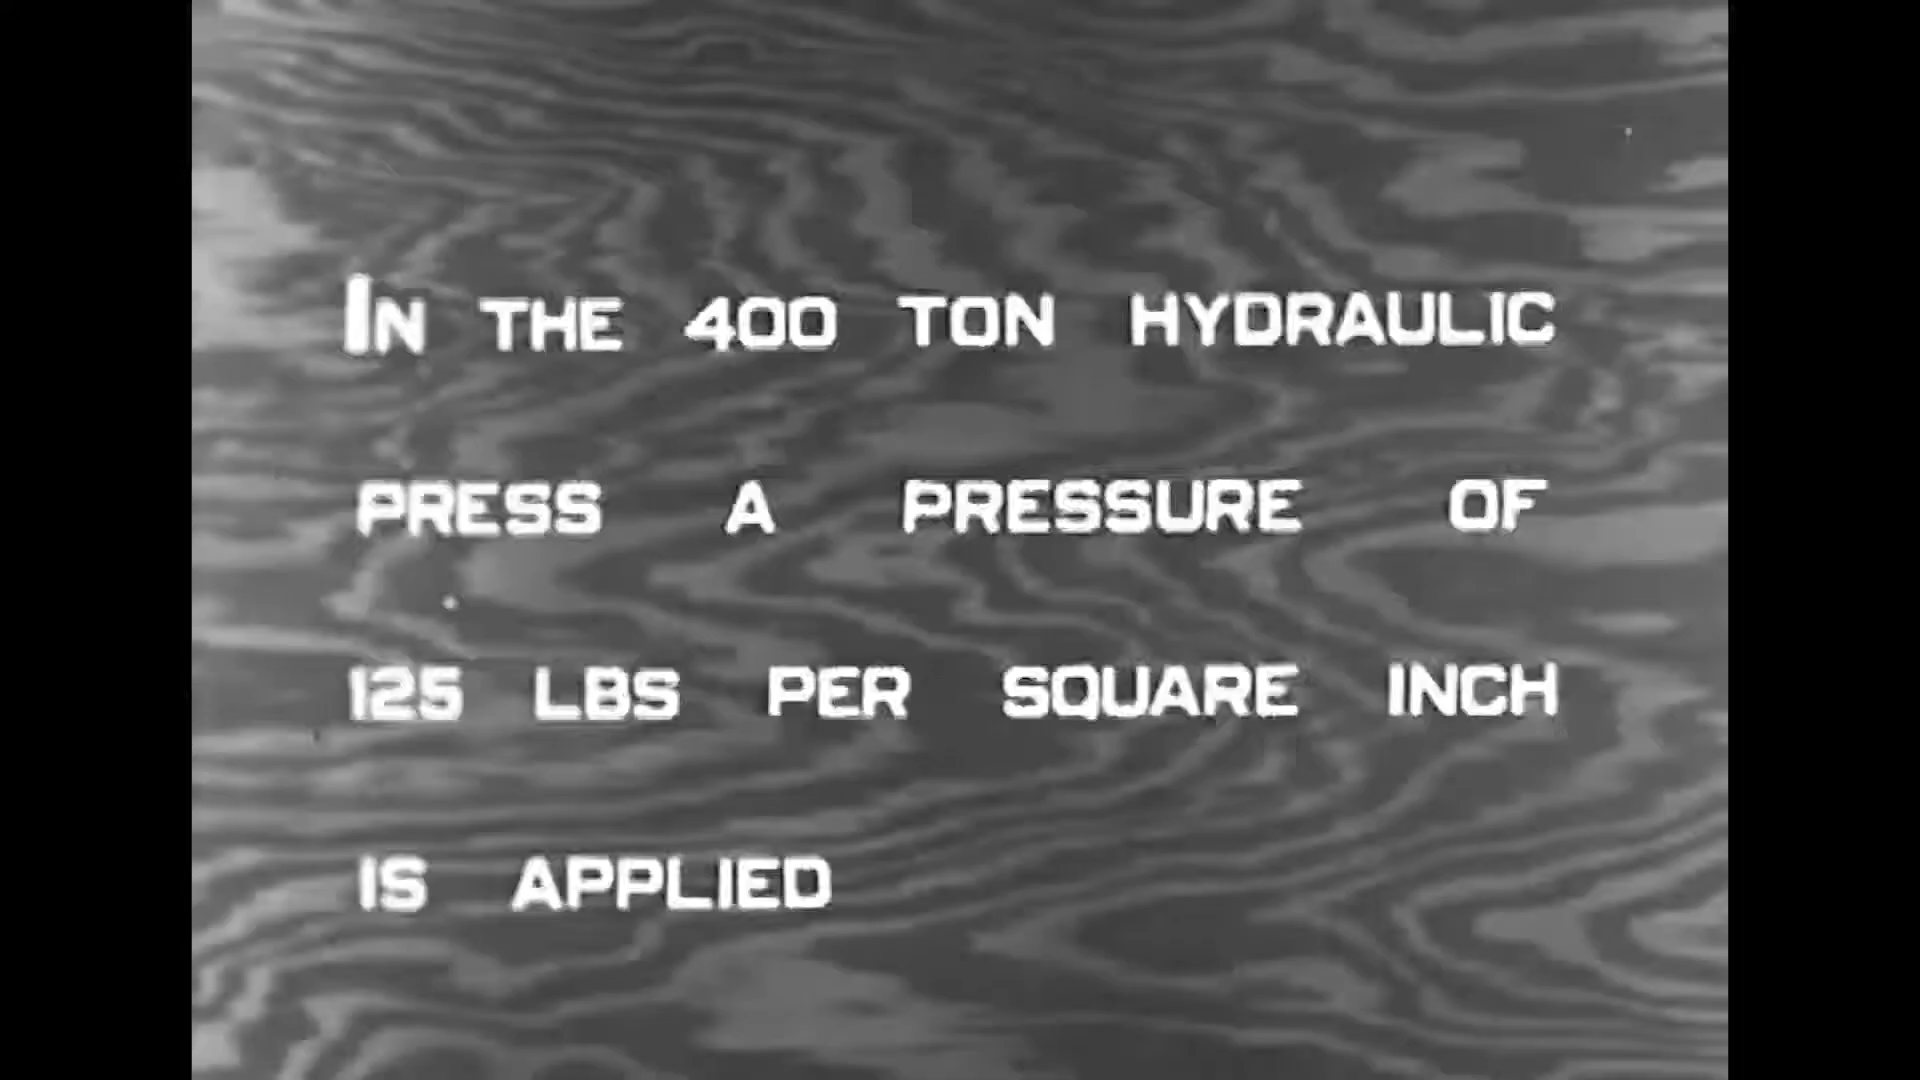 IN THE 400 TON HYDRAULIC
PRESS A PRESSURE OF
125 LBS PER SQUARE INCH
IS APPLIED